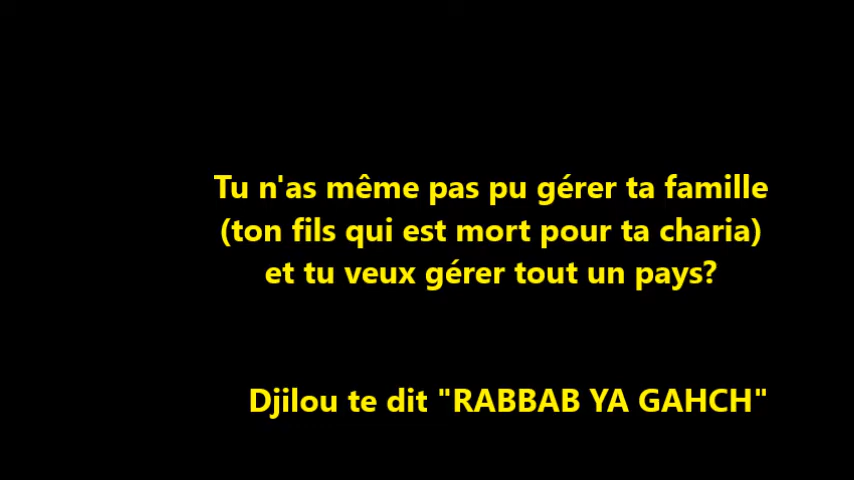 Tu n'as même pas pu gérer ta famille
(ton fils qui est mort pour ta charia)
et tu veux gérer tout un pays?
Djilou te dit "RABBAB YA GAHCH"